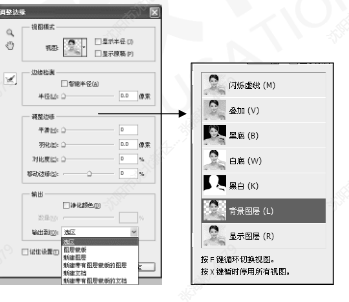 调整边缘
视图模式
视图:
显示半径 (J)
显示原稿 (P)
边缘检测
智能半径(A)
半径(U):
0.0
像素
调整边缘
平滑(H):
0
羽化(E):
0.0
像素
对比度(C):
0
%
移动边缘(S):
0
%
输出
净化颜色(D)
%
输出到(O):
选区
记住设置(T)
选区
图层蒙版
新建图层
新建带有图层蒙版的图层
新建文档
新建带有图层蒙版的文档
闪烁虚线 (M)
叠加 (V)
黑底 (B)
白底 (W)
黑白 (K)
背景图层 (L)
显示图层 (R)
按 F 键循环切换视图。
按 X 键暂时停用所有视图。